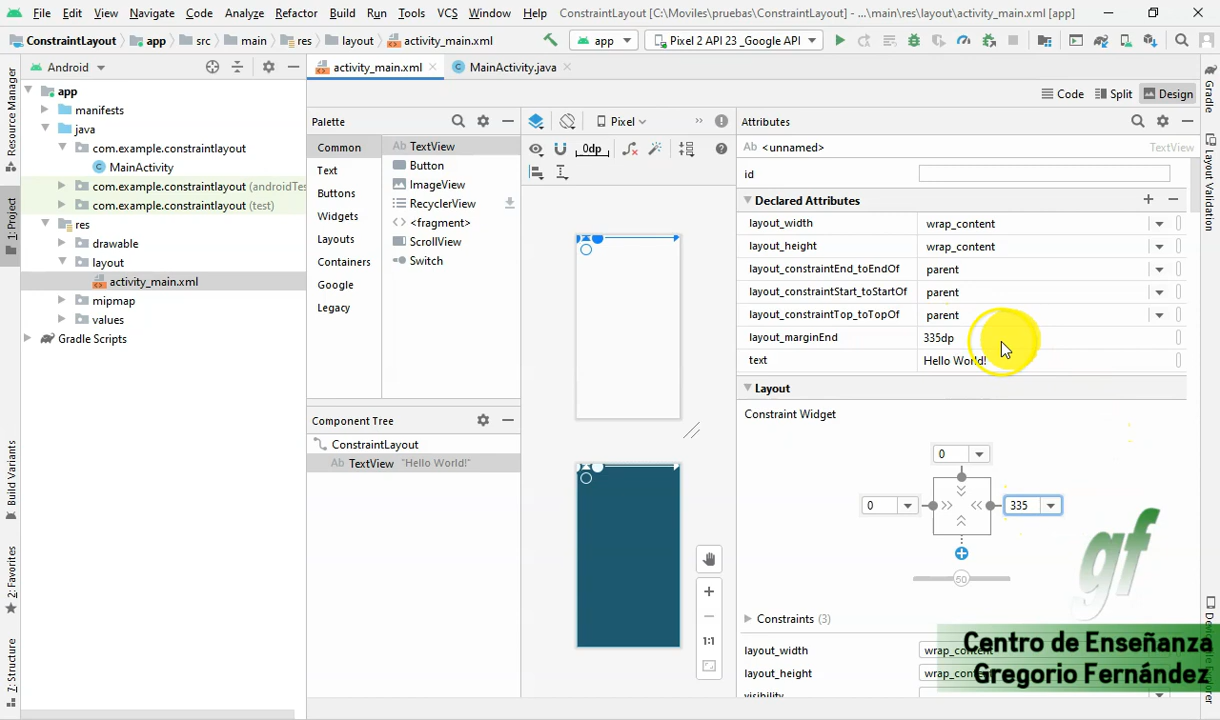 File Edit View Navigate Code Analyze Refactor Build Run Tools VCS Window Help ConstraintLayout [C:\Moviles\pruebas\ConstraintLayout] - ...\main\res\layout\activity_main.xml [app]
ConstraintLayout app src main res layout activity_main.xml app Pixel 2 API 23 _Google API
Android activity_main.xml MainActivity.java
Code Split Design
Resource Manager
1: Project
Build Variants
2: Favorites
7: Structure
app
manifests
java
com.example.constraintlayout
MainActivity
com.example.constraintlayout (androidTes
com.example.constraintlayout (test)
res
drawable
layout
activity_main.xml
mipmap
values
Gradle Scripts
Palette
Common
Text
Buttons
Widgets
Layouts
Containers
Google
Legacy
Ab TextView
Button
ImageView
RecyclerView
<> <fragment>
ScrollView
Switch
Component Tree
ConstraintLayout
Ab TextView "Hello World!"
Pixel
0dp
1:1
Attributes
Ab <unnamed> TextView
id
Declared Attributes
layout_width wrap_content
layout_height wrap_content
layout_constraintEnd_toEndOf parent
layout_constraintStart_toStartOf parent
layout_constraintTop_toTopOf parent
layout_marginEnd 335dp
text Hello World!
Layout
Constraint Widget
0
0 335
50
Constraints (3)
layout_width wrap_content
layout_height
visibility
gf
Centro de Enseñanza
Gregorio Fernández
Gradle
Layout Validation